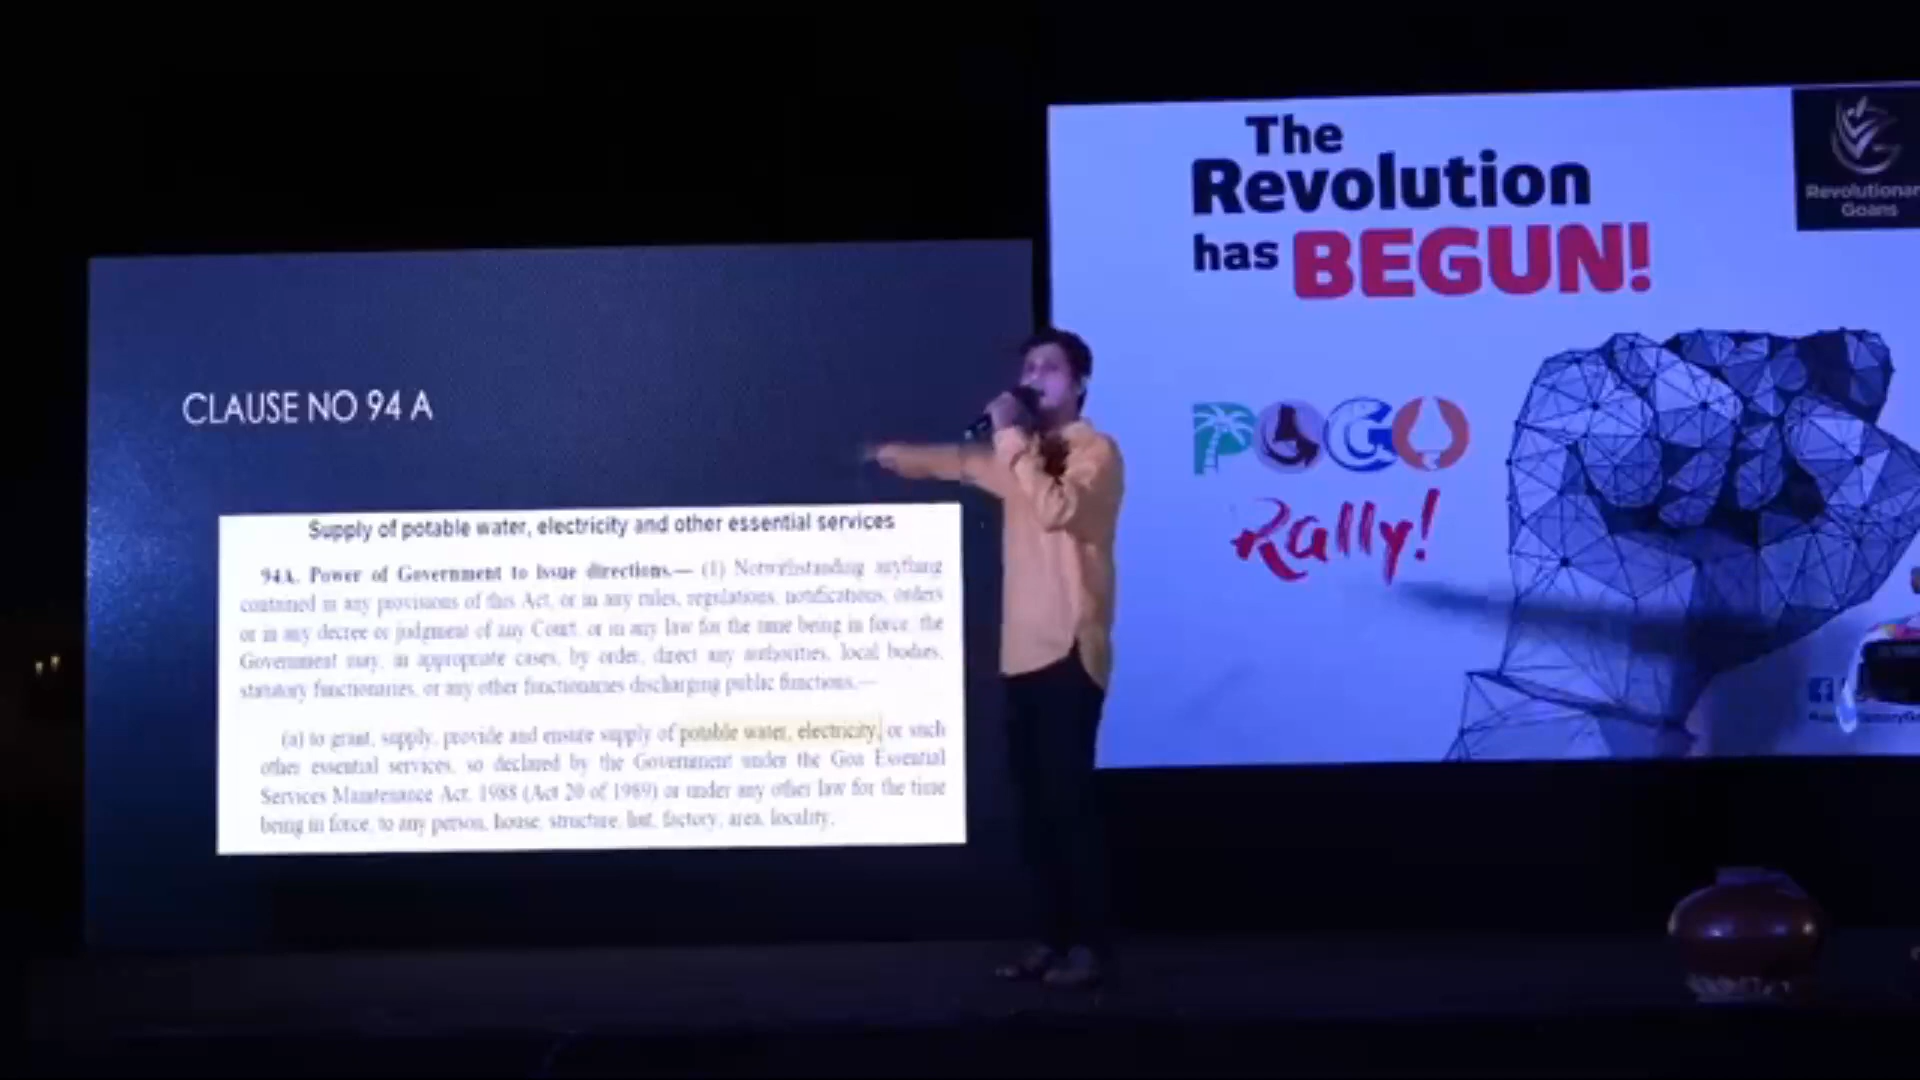 CLAUSE NO 94 A
Supply of potable water, electricity and other essential services
94A. Power of Government to issue directions.— (1) Notwithstanding anything
contained in any provisions of this Act, or in any rules, regulations, notifications, orders
or in any decree or judgment of any Court, or in any law for the time being in force, the
Government may, in appropriate cases, by order, direct any authorities, local bodies,
statutory functionaries, or any other functionaries discharging public functions,—
(a) to grant, supply, provide and ensure supply of potable water, electricity, or such
other essential services, so declared by the Government under the Goa Essential
Services Maintenance Act, 1988 (Act 20 of 1989) or under any other law for the time
being in force, to any person, house, structure, hut, factory, area, locality,
The
Revolution
has BEGUN!
POGO
Rally!
Revolutionar
Goans